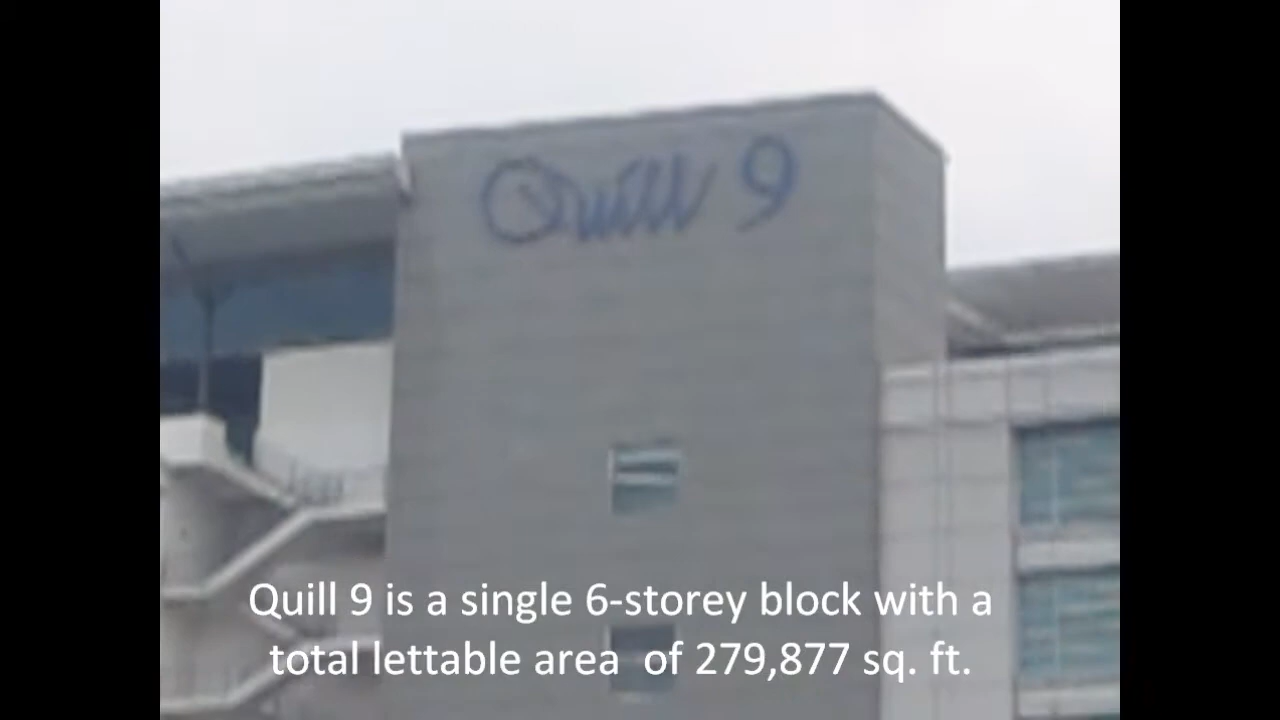 Quill 9
Quill 9 is a single 6-storey block with a
total lettable area  of 279,877 sq. ft.